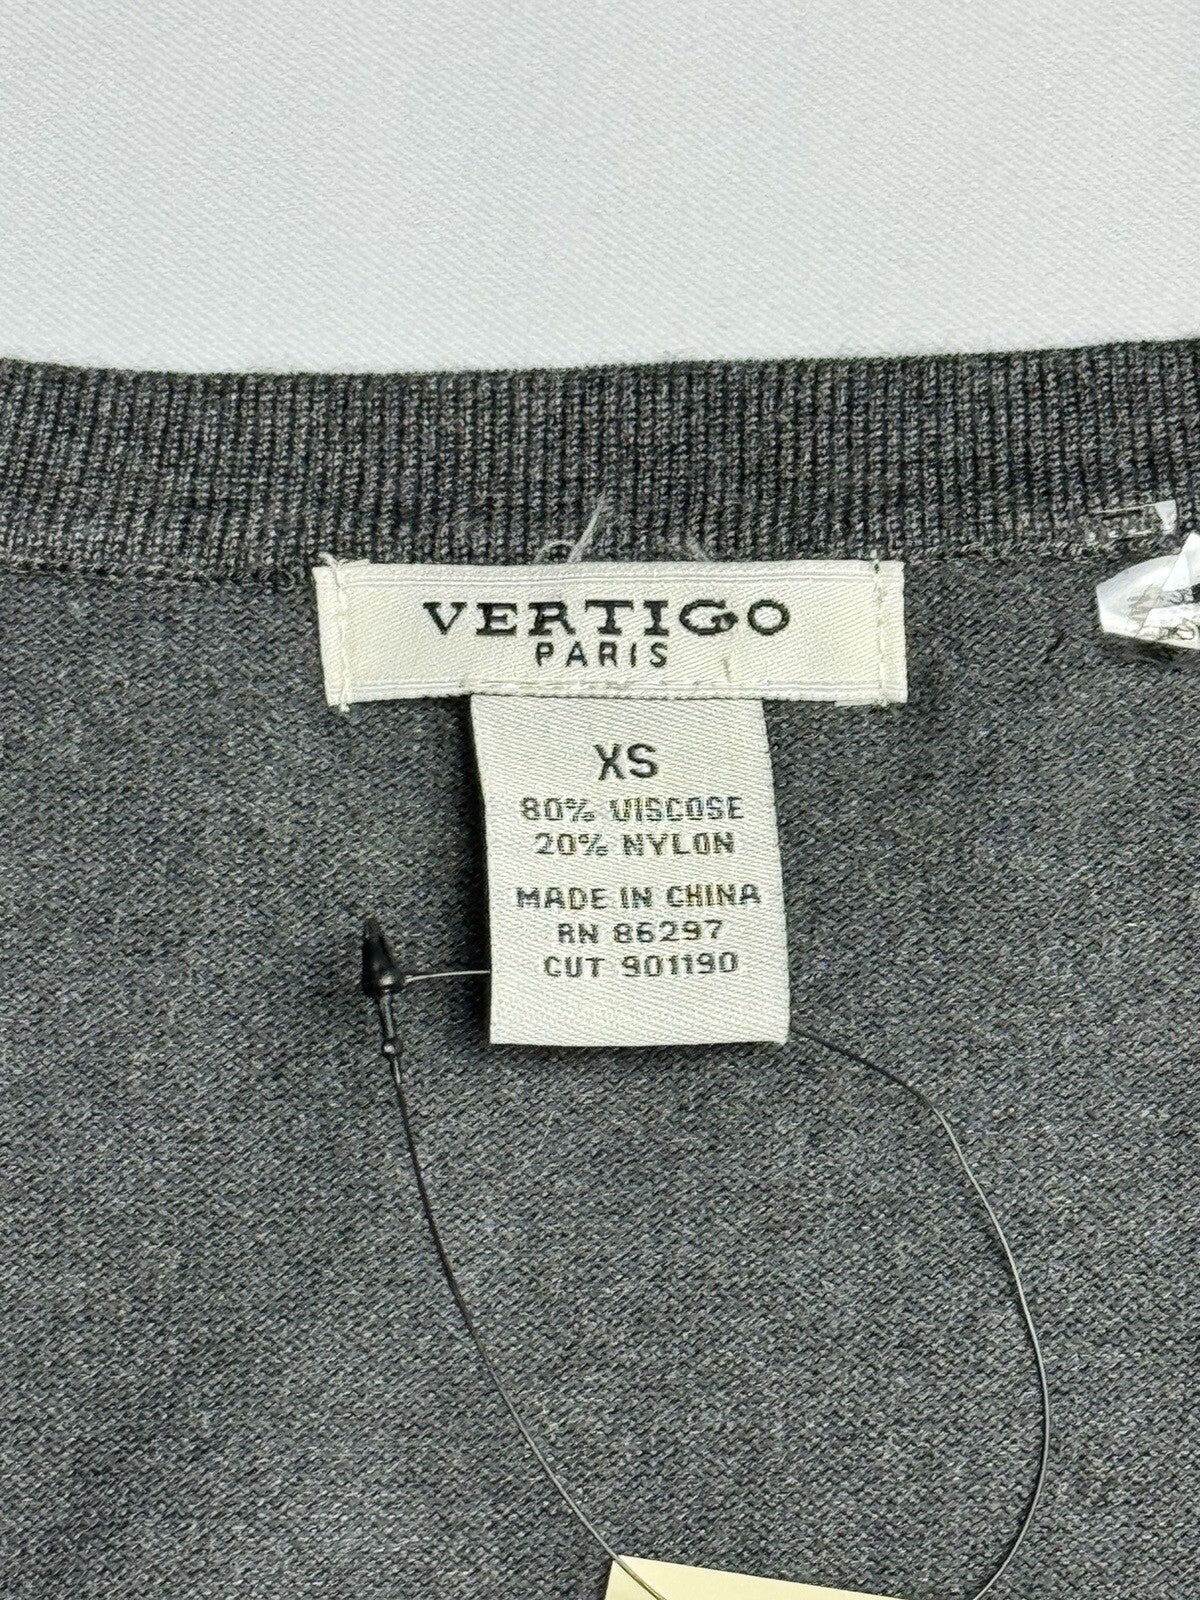 VERTIGO
PARIS
XS
80% VISCOSE
20% NYLON
MADE IN CHINA
RN 86297
CUT 901190